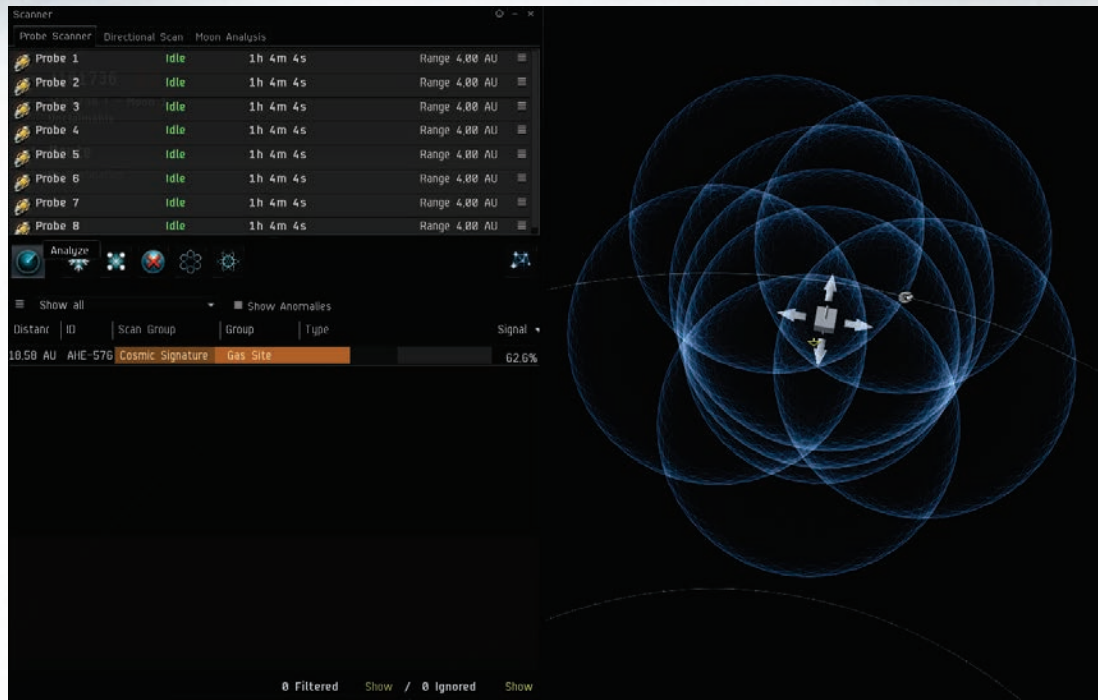 Scanner
Probe Scanner Directional Scan Moon Analysis
Probe 1 Idle 1h 4m 4s Range 4,00 AU
Probe 2 Idle 1h 4m 4s Range 4,00 AU
Probe 3 Idle 1h 4m 4s Range 4,00 AU
Probe 4 Idle 1h 4m 4s Range 4,00 AU
Probe 5 Idle 1h 4m 4s Range 4,00 AU
Probe 6 Idle 1h 4m 4s Range 4,00 AU
Probe 7 Idle 1h 4m 4s Range 4,00 AU
Probe 8 Idle 1h 4m 4s Range 4,00 AU
Analyze
Show all Show Anomalies
Distanc ID Scan Group Group Type Signal
18,58 AU AHE-576 Cosmic Signature Gas Site 62.6%
0 Filtered Show / 0 Ignored Show